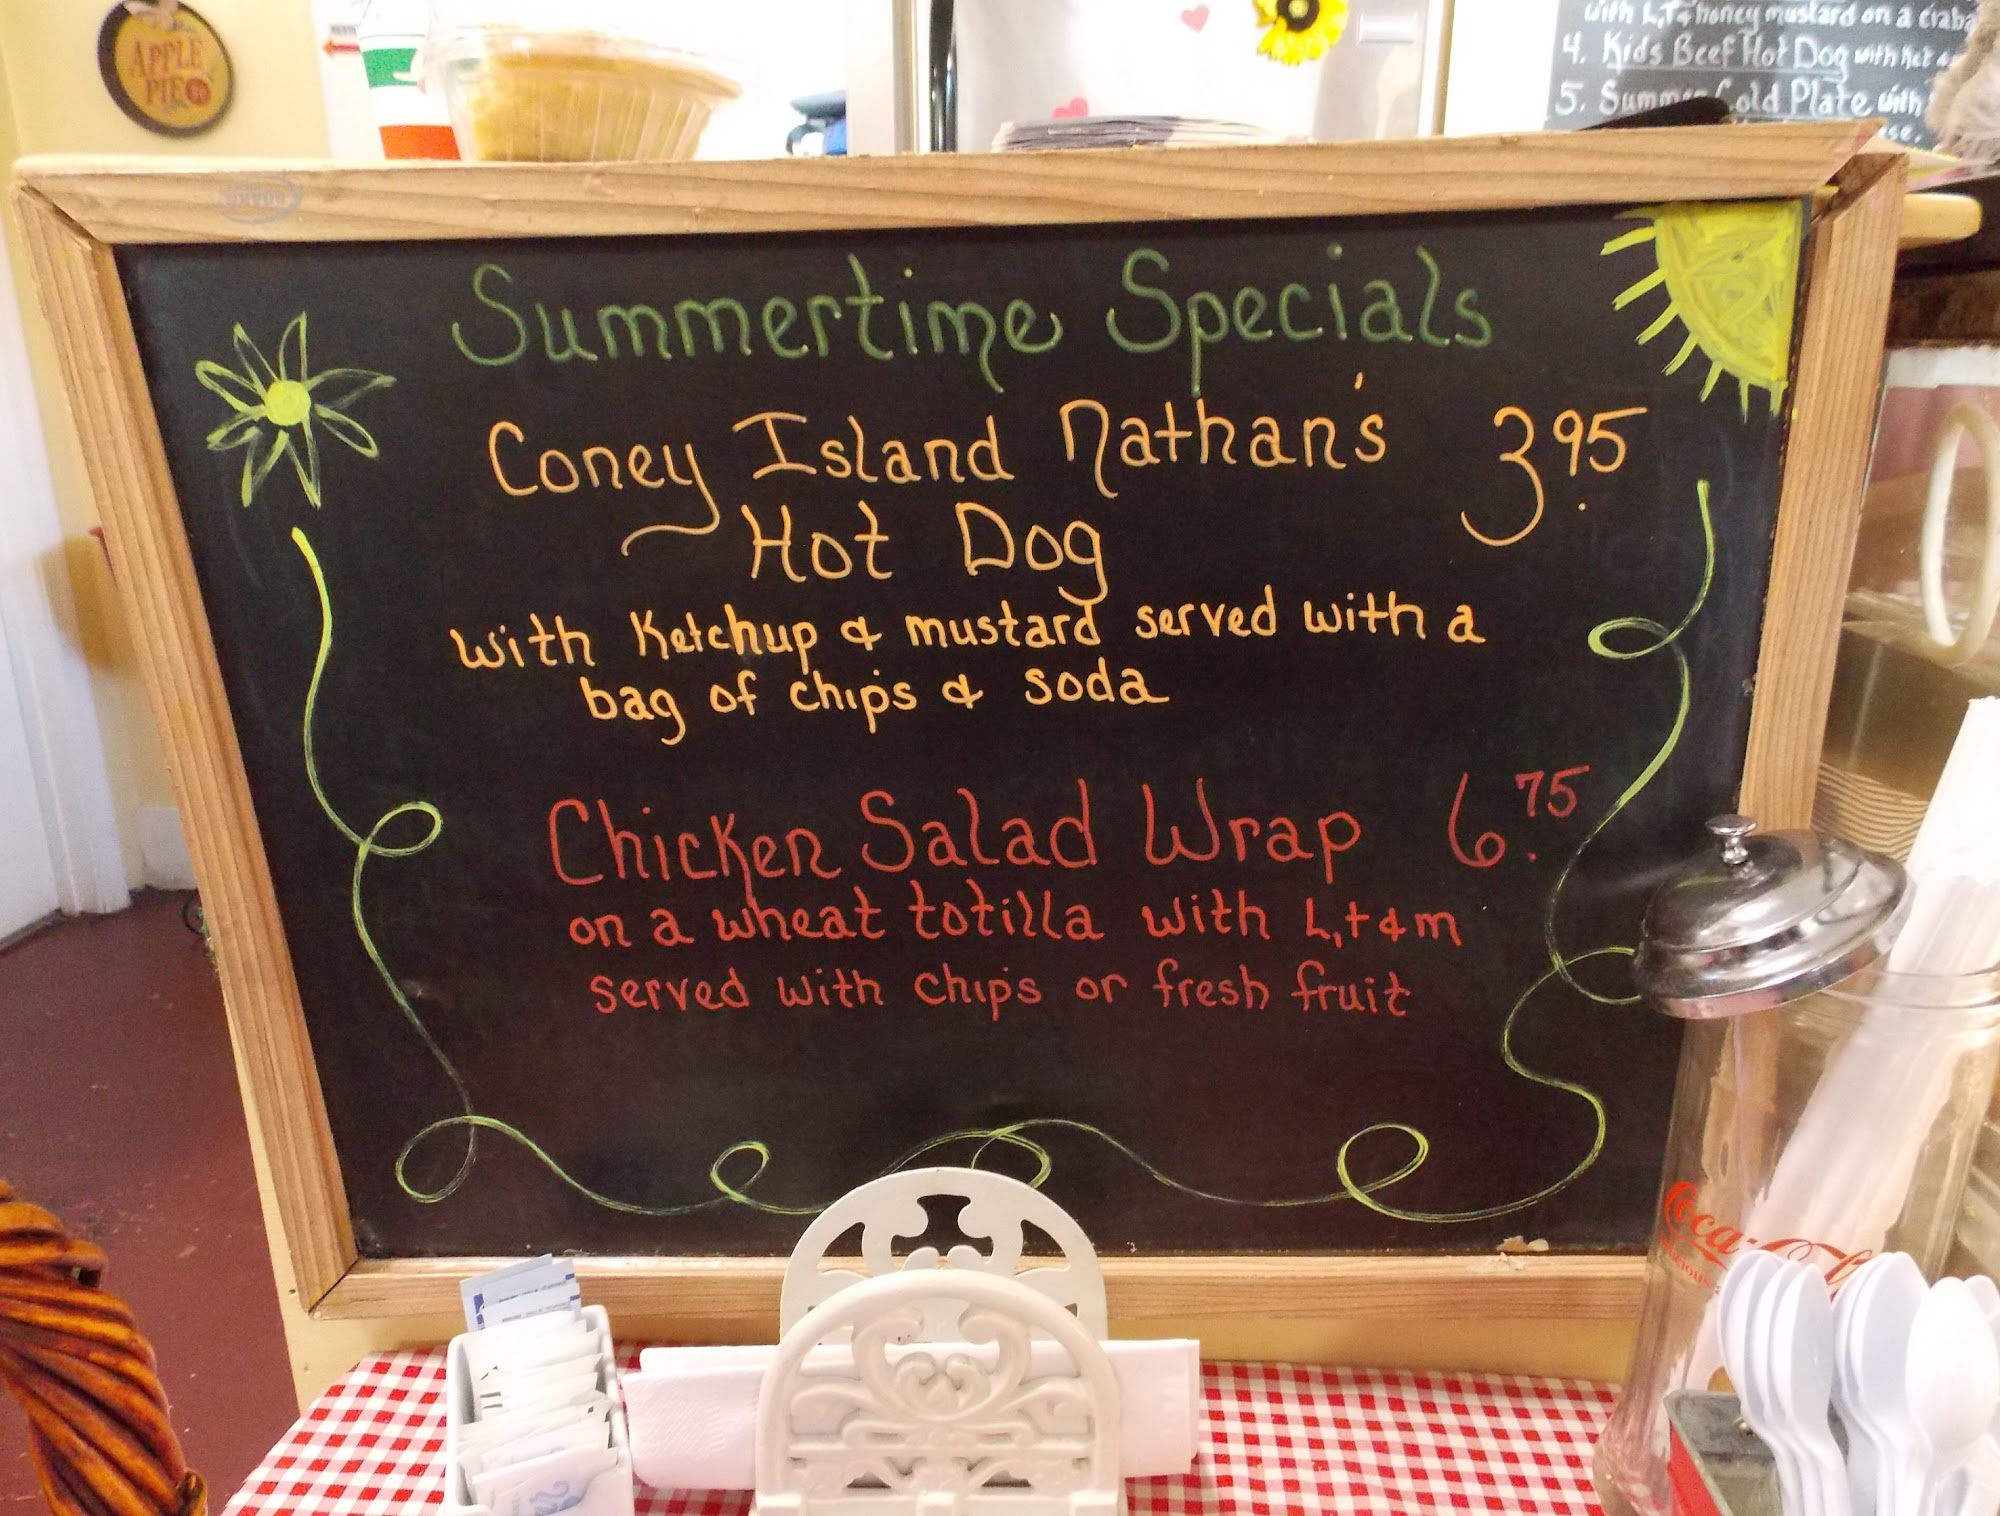 APPLE
PIE
with L,T & honey mustard on a
4. Kids Beef Hot Dog with
5. Summer Cold Plate with
Summertime Specials
Coney Island Nathan's 3.95
Hot Dog
with Ketchup & mustard served with a
bag of chips & soda
Chicken Salad Wrap 6.75
on a wheat totilla with L,t & m
served with chips or fresh fruit
Coca-